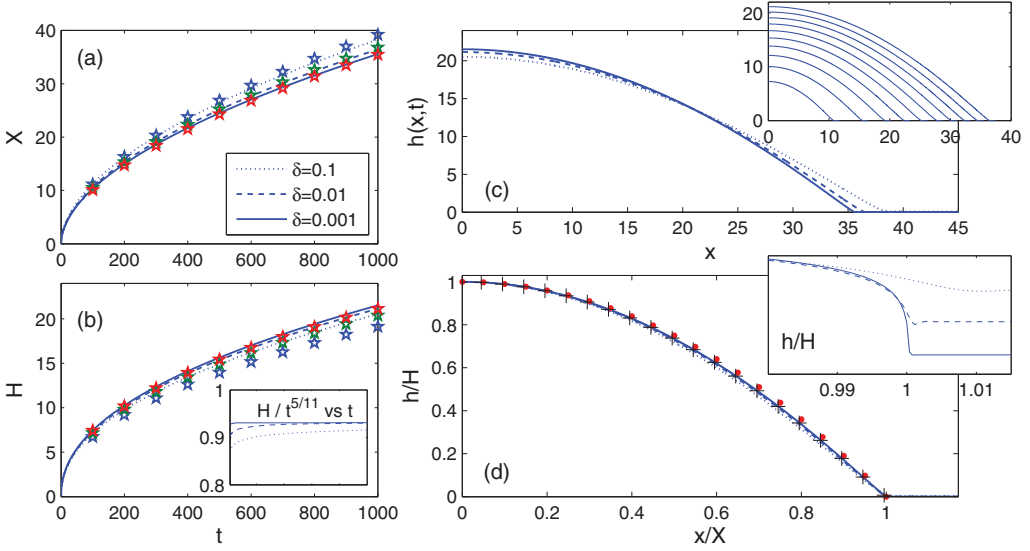 (a)
X
40
30
20
10
0
0 200 400 600 800 1000
δ=0.1
δ=0.01
δ=0.001
(b)
H
20
15
10
5
0
0 200 400 600 800 1000
t
H / t^{5/11} vs t
1
0.9
0.8
(c)
h(x,t)
20
15
10
5
0
0 5 10 15 20 25 30 35 40 45
x
20
12
8
4
0
0 10 20 30 40
(d)
h/H
1
0.8
0.6
0.4
0.2
0
0 0.2 0.4 0.6 0.8 1
x/X
h/H
0.99 1 1.01